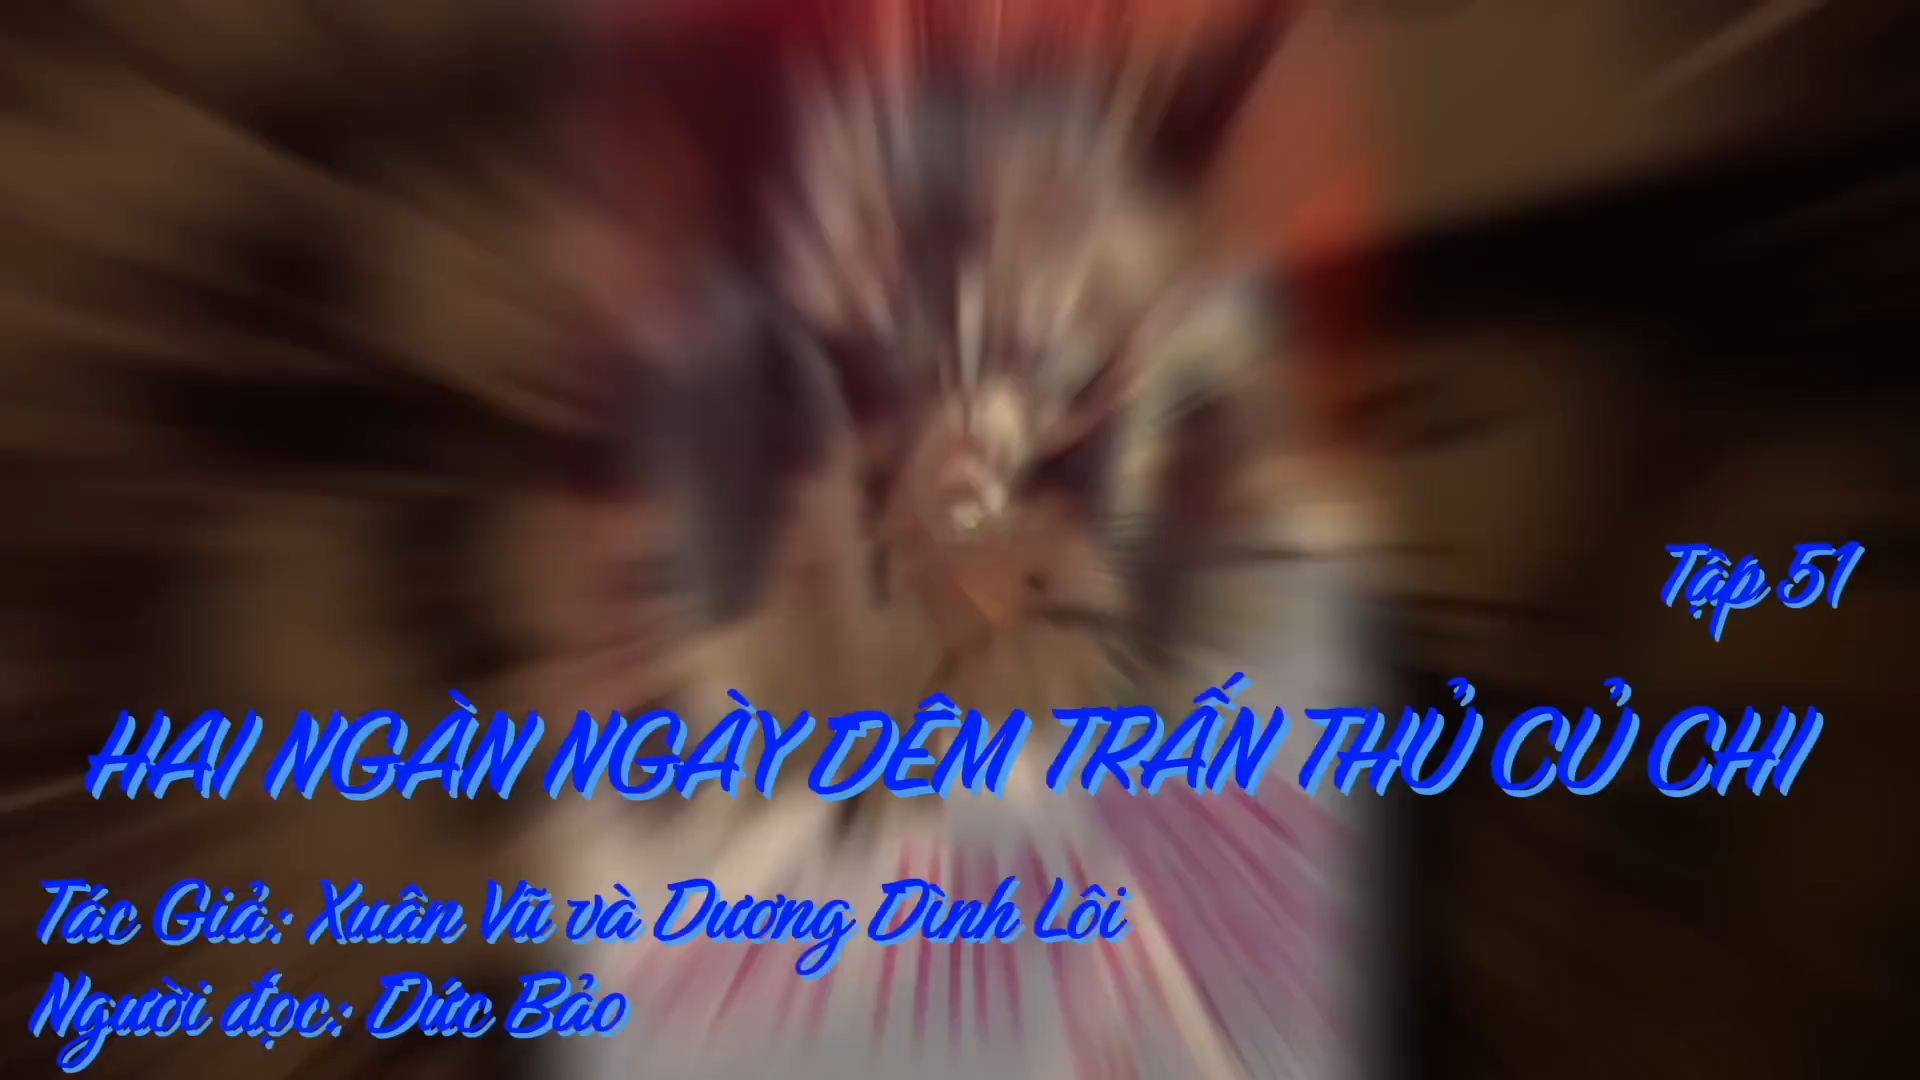 Tập 51
HAI NGÀN NGÀY ĐÊM TRẤN THỦ CỦ CHI
Tác Giả: Xuân Vũ và Dương Đình Lôi
Người đọc: Đức Bảo